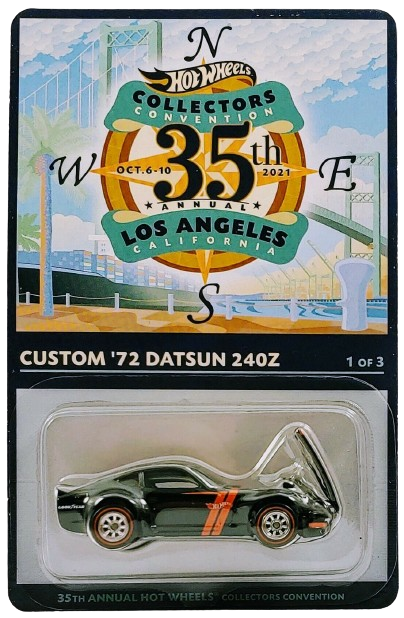 N
HOT WHEELS
COLLECTORS
CONVENTION
W OCT. 6-10 35th 2021 E
★ ANNUAL ★
LOS ANGELES
CALIFORNIA
S
CUSTOM '72 DATSUN 240Z 1 OF 3
GOODYEAR
35TH ANNUAL HOT WHEELS COLLECTORS CONVENTION